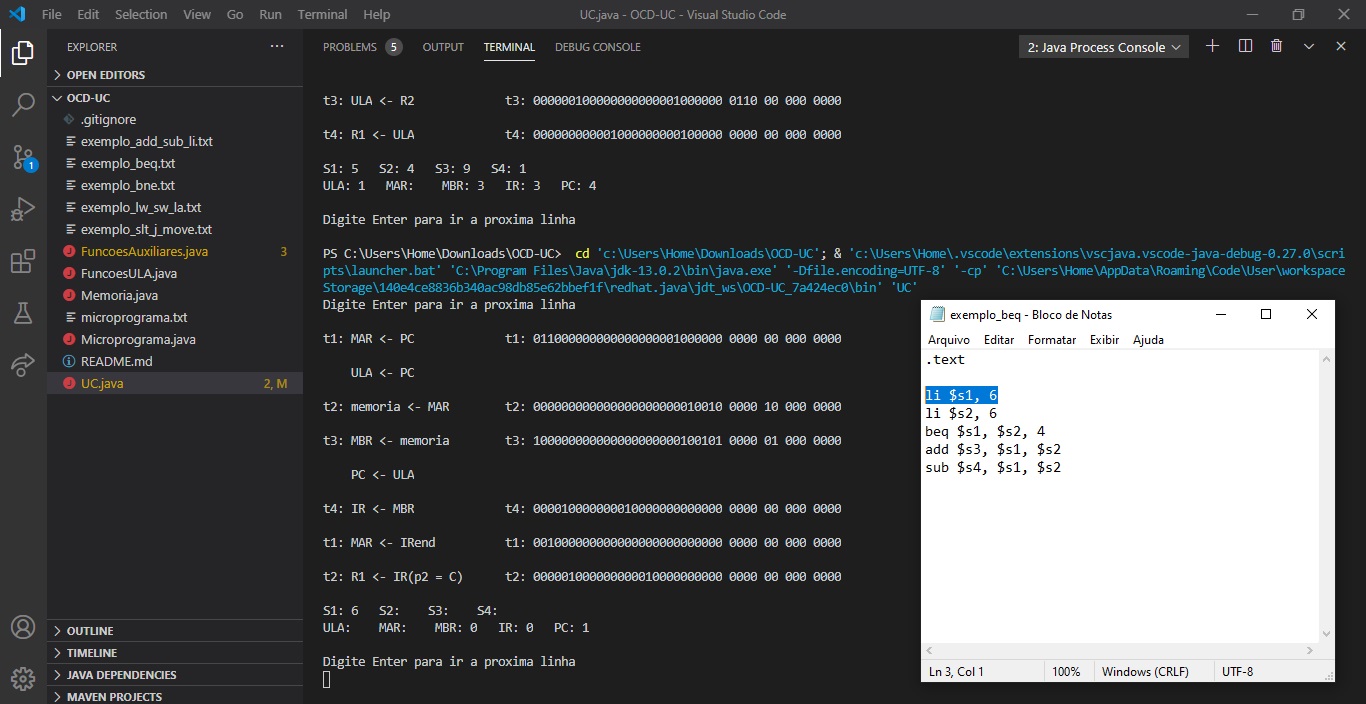 File Edit Selection View Go Run Terminal Help UC.java - OCD-UC - Visual Studio Code
EXPLORER ...
OPEN EDITORS
OCD-UC
.gitignore
exemplo_add_sub_li.txt
exemplo_beq.txt
exemplo_bne.txt
exemplo_lw_sw_la.txt
exemplo_slt_j_move.txt
FuncoesAuxiliares.java 3
FuncoesULA.java
Memoria.java
microprograma.txt
Microprograma.java
README.md
UC.java 2, M
OUTLINE
TIMELINE
JAVA DEPENDENCIES
MAVEN PROJECTS
1
PROBLEMS 5 OUTPUT TERMINAL DEBUG CONSOLE 2: Java Process Console
t3: ULA <- R2 t3: 000000100000000000001000000 0110 00 000 0000
t4: R1 <- ULA t4: 000000000001000000000100000 0000 00 000 0000
S1: 5 S2: 4 S3: 9 S4: 1
ULA: 1 MAR: MBR: 3 IR: 3 PC: 4
Digite Enter para ir a proxima linha
PS C:\Users\Home\Downloads\OCD-UC> cd 'c:\Users\Home\Downloads\OCD-UC'; & 'c:\Users\Home\.vscode\extensions\vscjava.vscode-java-debug-0.27.0\scri
pts\launcher.bat' 'C:\Program Files\Java\jdk-13.0.2\bin\java.exe' '-Dfile.encoding=UTF-8' '-cp' 'C:\Users\Home\AppData\Roaming\Code\User\workspace
Storage\140e4ce8836b340ac98db85e62bbef1f\redhat.java\jdt_ws\OCD-UC_7a424ec0\bin' 'UC'
Digite Enter para ir a proxima linha
t1: MAR <- PC t1: 011000000000000000001000000 0000 00 000 0000
ULA <- PC
t2: memoria <- MAR t2: 000000000000000000000010010 0000 10 000 0000
t3: MBR <- memoria t3: 100000000000000000000100101 0000 01 000 0000
PC <- ULA
t4: IR <- MBR t4: 000010000000010000000000000 0000 00 000 0000
t1: MAR <- IRend t1: 001000000000000000000000000 0000 00 000 0000
t2: R1 <- IR(p2 = C) t2: 000001000000000010000000000 0000 00 000 0000
S1: 6 S2: S3: S4:
ULA: MAR: MBR: 0 IR: 0 PC: 1
Digite Enter para ir a proxima linha
exemplo_beq - Bloco de Notas
Arquivo Editar Formatar Exibir Ajuda
.text
li $s1, 6
li $s2, 6
beq $s1, $s2, 4
add $s3, $s1, $s2
sub $s4, $s1, $s2
Ln 3, Col 1 100% Windows (CRLF) UTF-8